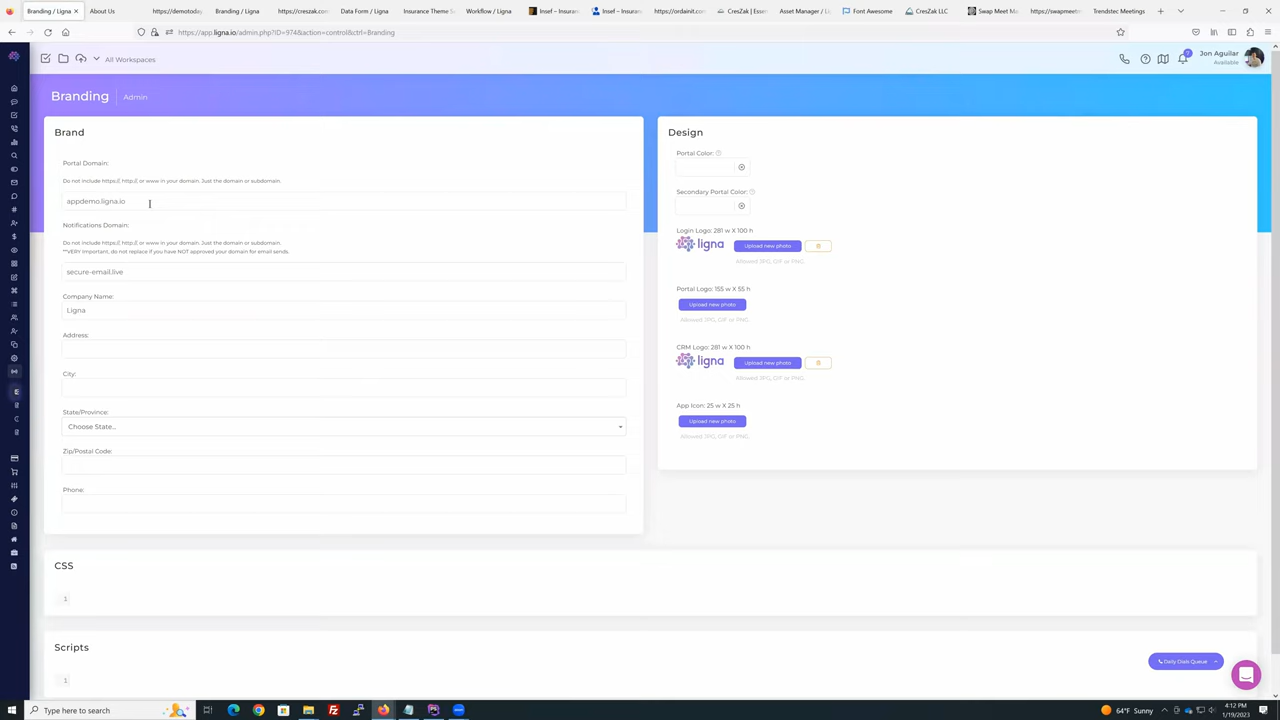 Branding / Ligna
About Us
https://demotoday.
Branding / Ligna
https://creszak.co
Data Form / Ligna
Insurance Theme Se
Workflow / Ligna
Insef – Insuran
Insef – Insuran
https://ordainit.co
CresZak | Essen
Asset Manager / Li
Font Awesome
CresZak LLC
Swap Meet Ma
https://swapmeet
Trendstec Meetings
https://app.ligna.io/admin.php?ID=974&action=control&ctrl=Branding
All Workspaces
7
Jon Aguilar
Available
Branding
Admin
Brand
Portal Domain:
Do not include https://, http://, or www in your domain. Just the domain or subdomain.
appdemo.ligna.io
Notifications Domain:
Do not include https://, http://, or www in your domain. Just the domain or subdomain.
**VERY Important, do not replace if you have NOT approved your domain for email sends.
secure-email.live
Company Name:
Ligna
Address:
City:
State/Province:
Choose State...
Zip/Postal Code:
Phone:
Design
Portal Color:
Secondary Portal Color:
Login Logo: 281 w X 100 h
ligna
Upload new photo
Allowed JPG, GIF or PNG.
Portal Logo: 155 w X 55 h
Upload new photo
Allowed JPG, GIF or PNG.
CRM Logo: 281 w X 100 h
ligna
Upload new photo
Allowed JPG, GIF or PNG.
App Icon: 25 w X 25 h
Upload new photo
Allowed JPG, GIF or PNG.
CSS
1
Scripts
1
Daily Dials Queue
Type here to search
64°F Sunny
4:12 PM
1/19/2023